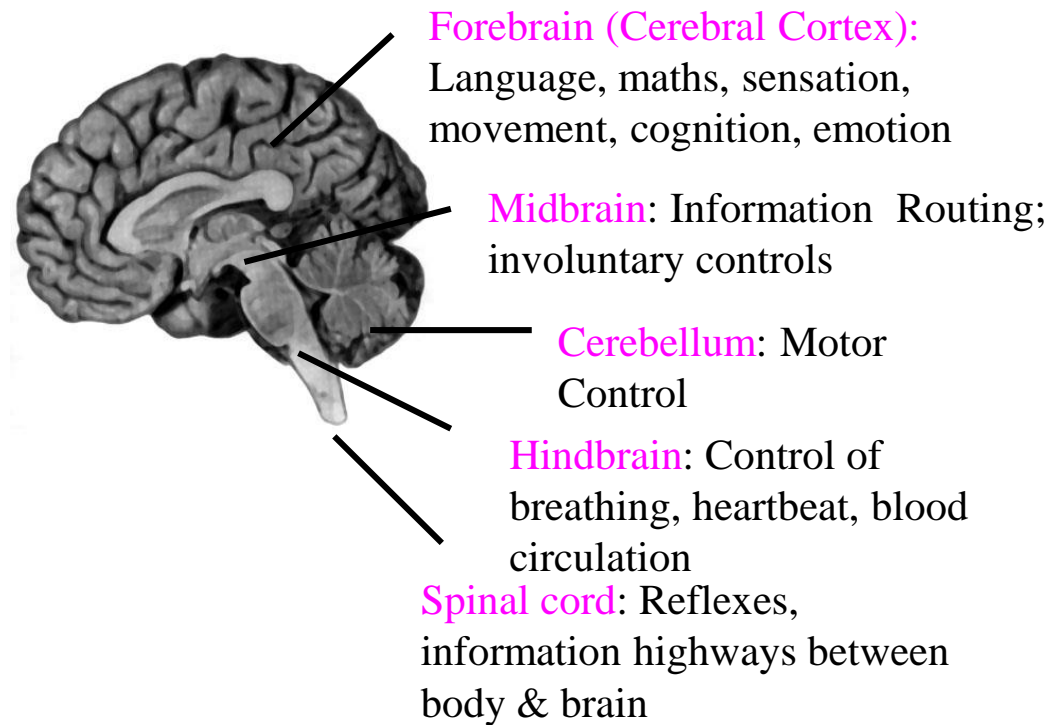 Forebrain (Cerebral Cortex):
Language, maths, sensation,
movement, cognition, emotion
Midbrain: Information Routing;
involuntary controls
Cerebellum: Motor
Control
Hindbrain: Control of
breathing, heartbeat, blood
circulation
Spinal cord: Reflexes,
information highways between
body & brain